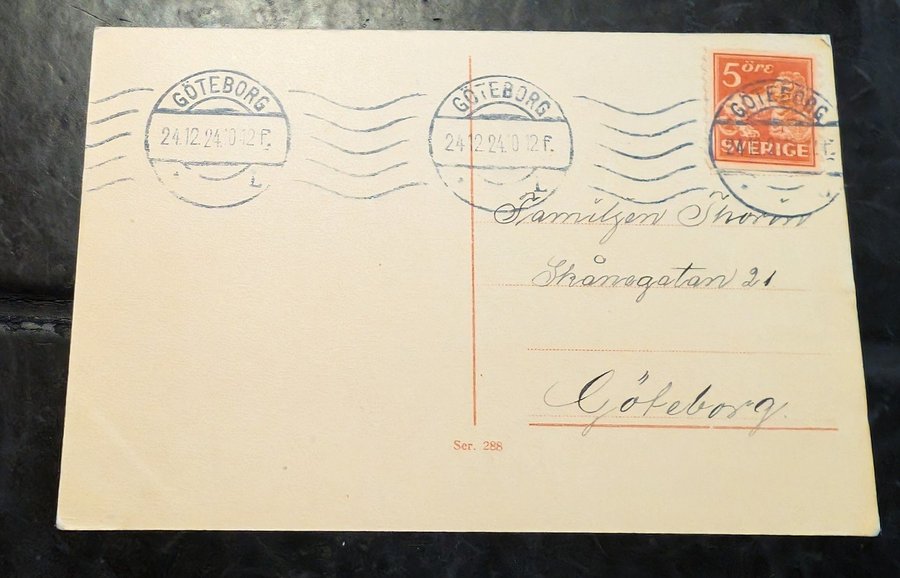 GÖTEBORG
24.12.24.10-12 F.
L
GÖTEBORG
24.12.24.10-12 F.
5 öre
SVERIGE
GÖTEBORG
Familjen Thorin
Skånegatan 21
Göteborg.
Ser. 288